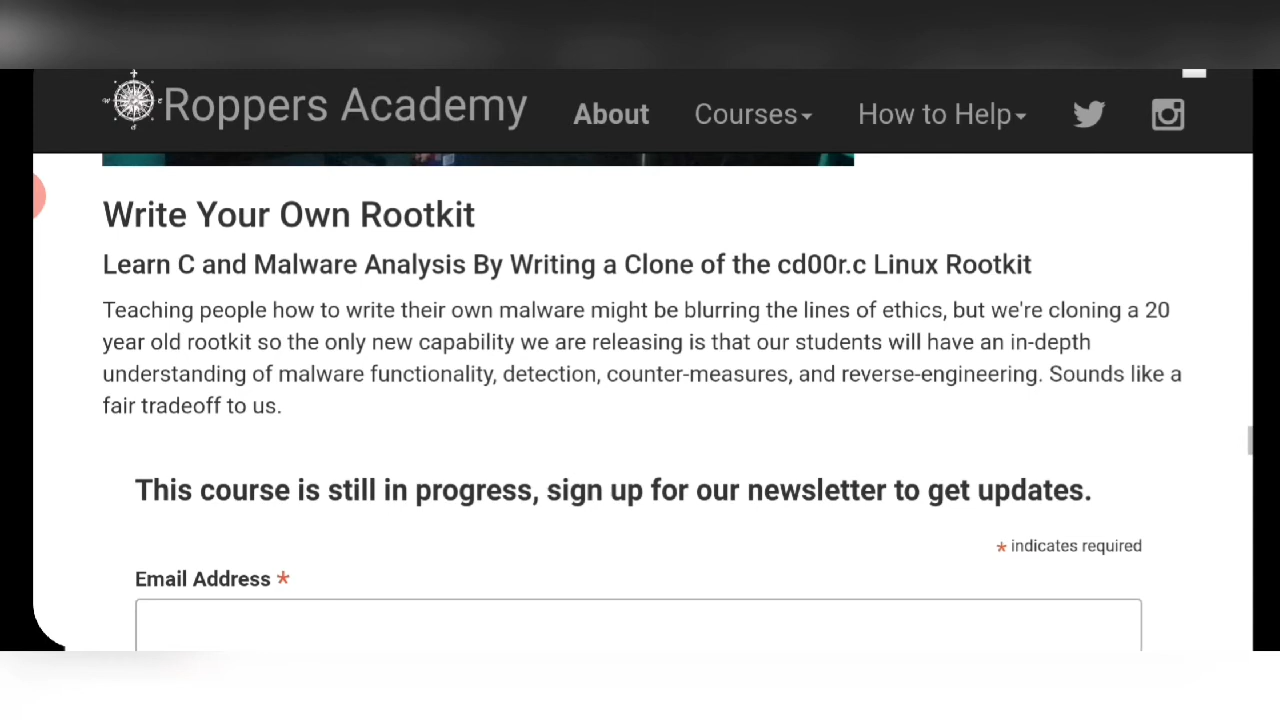 Roppers Academy About Courses How to Help
Write Your Own Rootkit
Learn C and Malware Analysis By Writing a Clone of the cd00r.c Linux Rootkit
Teaching people how to write their own malware might be blurring the lines of ethics, but we're cloning a 20
year old rootkit so the only new capability we are releasing is that our students will have an in-depth
understanding of malware functionality, detection, counter-measures, and reverse-engineering. Sounds like a
fair tradeoff to us.
This course is still in progress, sign up for our newsletter to get updates.
* indicates required
Email Address *